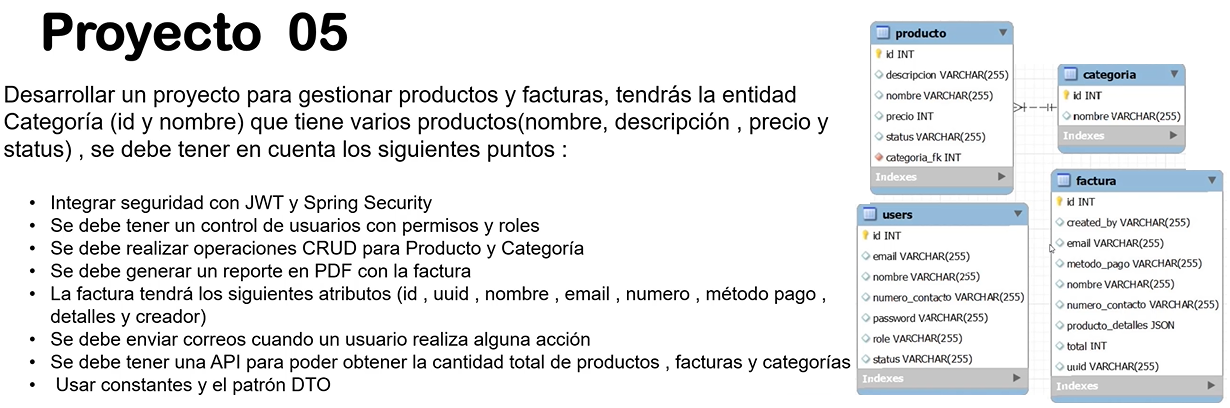 Proyecto 05
Desarrollar un proyecto para gestionar productos y facturas, tendrás la entidad
Categoría (id y nombre) que tiene varios productos(nombre, descripción , precio y
status) , se debe tener en cuenta los siguientes puntos :
• Integrar seguridad con JWT y Spring Security
• Se debe tener un control de usuarios con permisos y roles
• Se debe realizar operaciones CRUD para Producto y Categoría
• Se debe generar un reporte en PDF con la factura
• La factura tendrá los siguientes atributos (id , uuid , nombre , email , numero , método pago ,
detalles y creador)
• Se debe enviar correos cuando un usuario realiza alguna acción
• Se debe tener una API para poder obtener la cantidad total de productos , facturas y categorías
• Usar constantes y el patrón DTO
producto
id INT
descripcion VARCHAR(255)
nombre VARCHAR(255)
precio INT
status VARCHAR(255)
categoria_fk INT
Indexes
categoria
id INT
nombre VARCHAR(255)
Indexes
users
id INT
email VARCHAR(255)
nombre VARCHAR(255)
numero_contacto VARCHAR(255)
password VARCHAR(255)
role VARCHAR(255)
status VARCHAR(255)
Indexes
factura
id INT
created_by VARCHAR(255)
email VARCHAR(255)
metodo_pago VARCHAR(255)
nombre VARCHAR(255)
numero_contacto VARCHAR(255)
producto_detalles JSON
total INT
uuid VARCHAR(255)
Indexes